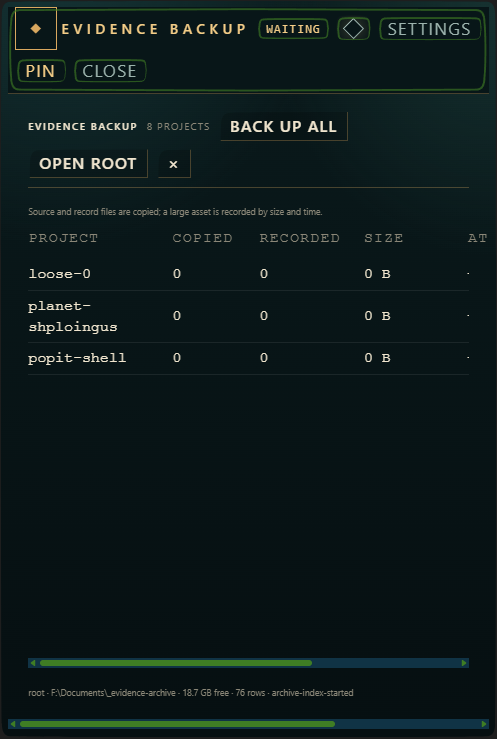 EVIDENCE BACKUP WAITING SETTINGS
PIN CLOSE
EVIDENCE BACKUP 8 PROJECTS BACK UP ALL
OPEN ROOT ×
Source and record files are copied; a large asset is recorded by size and time.
PROJECT COPIED RECORDED SIZE AT
loose-0 0 0 0 B -
planet-
shploingus 0 0 0 B -
popit-shell 0 0 0 B -
root · F:\Documents\_evidence-archive · 18.7 GB free · 76 rows · archive-index-started